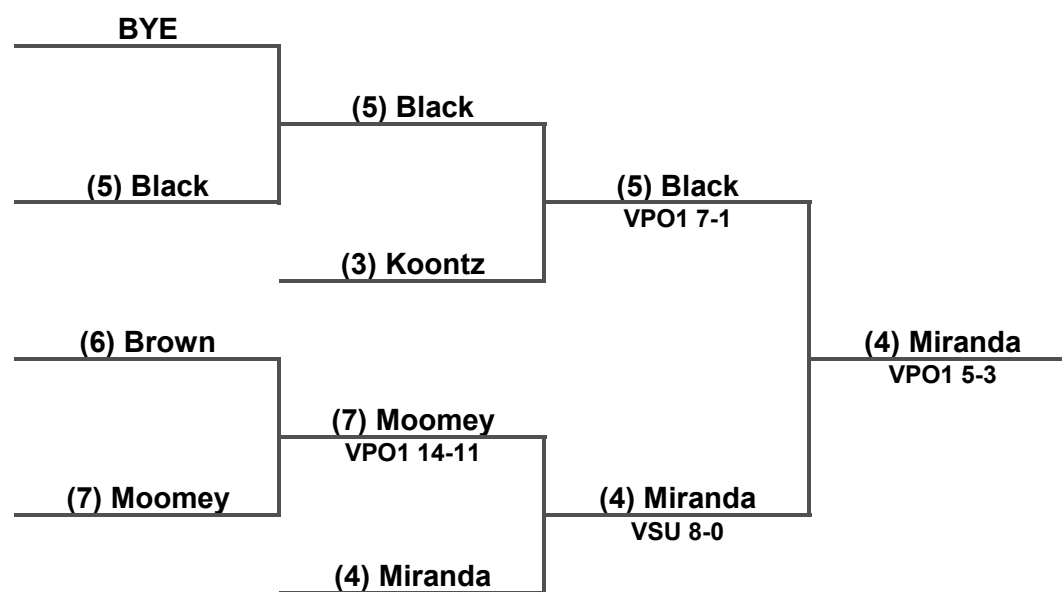 BYE
(5) Black
(5) Black
(5) Black
VPO1 7-1
(3) Koontz
(6) Brown
(4) Miranda
VPO1 5-3
(7) Moomey
VPO1 14-11
(7) Moomey
(4) Miranda
VSU 8-0
(4) Miranda